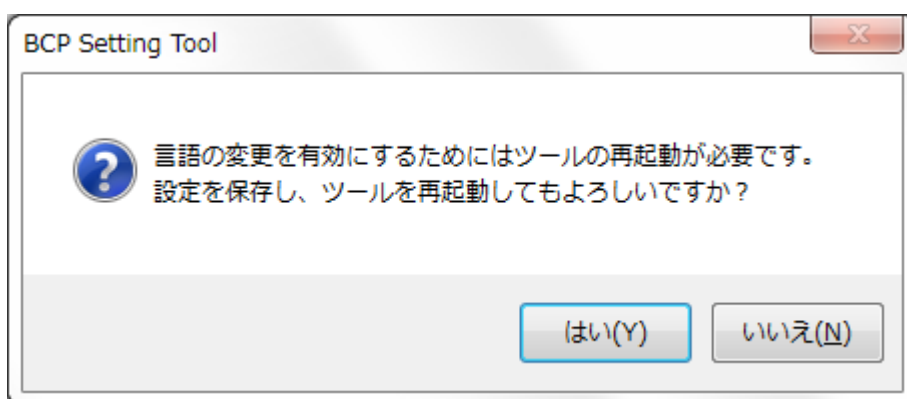 BCP Setting Tool
言語の変更を有効にするためにはツールの再起動が必要です。
設定を保存し、ツールを再起動してもよろしいですか？
はい(Y)
いいえ(N)